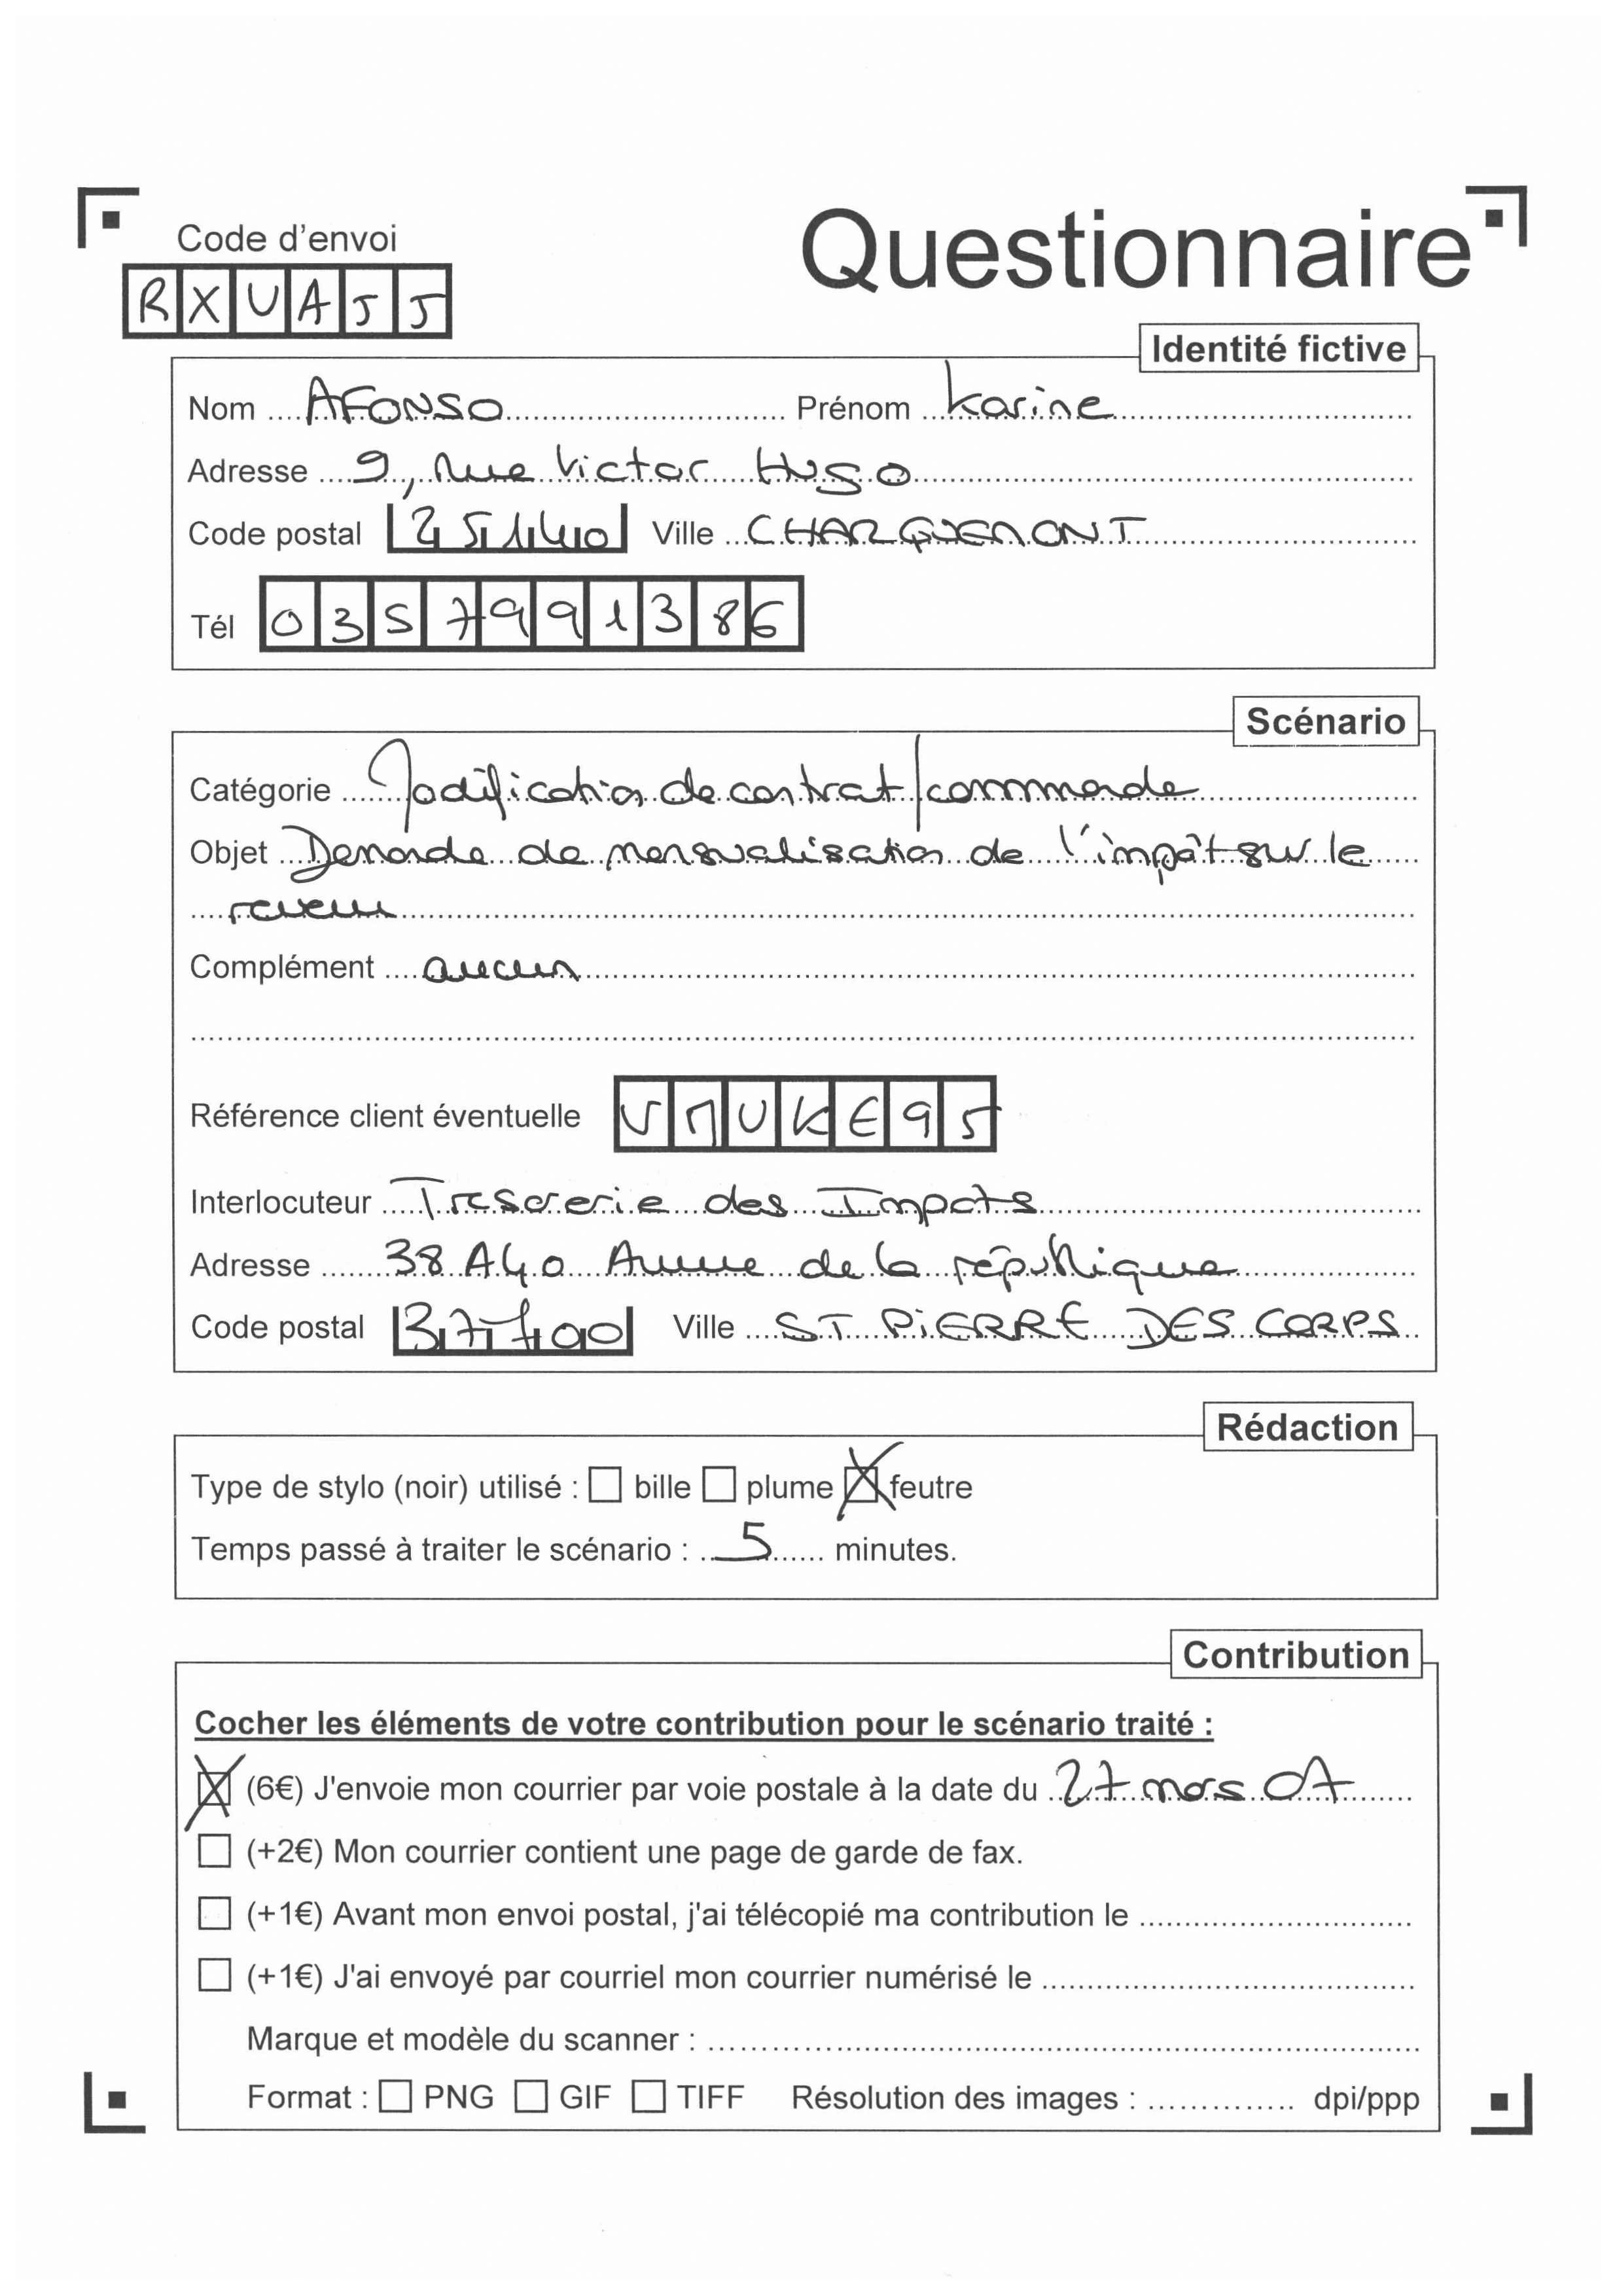 Questionnaire
Code d'envoi
RXUAJJ
Identité fictive
Nom AFONSO Prénom Karine
Adresse 9, Rue Victor Hugo
Code postal 25140 Ville CHARQUEMONT
Tél 0357991386
Scénario
Catégorie Modification de contrat/commande
Objet Demande de mensualisation de l'impôt sur le
revenu
Complément aucun
Référence client éventuelle VMUKE95
Interlocuteur Tresorerie des Impots
Adresse 38 A40 Avenue de la république
Code postal 37700 Ville ST PiERRE DES CORPS
Rédaction
Type de stylo (noir) utilisé : bille plume feutre
Temps passé à traiter le scénario : 5 minutes.
Contribution
Cocher les éléments de votre contribution pour le scénario traité :
(6€) J'envoie mon courrier par voie postale à la date du 27 mars 07
(+2€) Mon courrier contient une page de garde de fax.
(+1€) Avant mon envoi postal, j'ai télécopié ma contribution le
(+1€) J'ai envoyé par courriel mon courrier numérisé le
Marque et modèle du scanner :
Format : PNG GIF TIFF Résolution des images : dpi/ppp